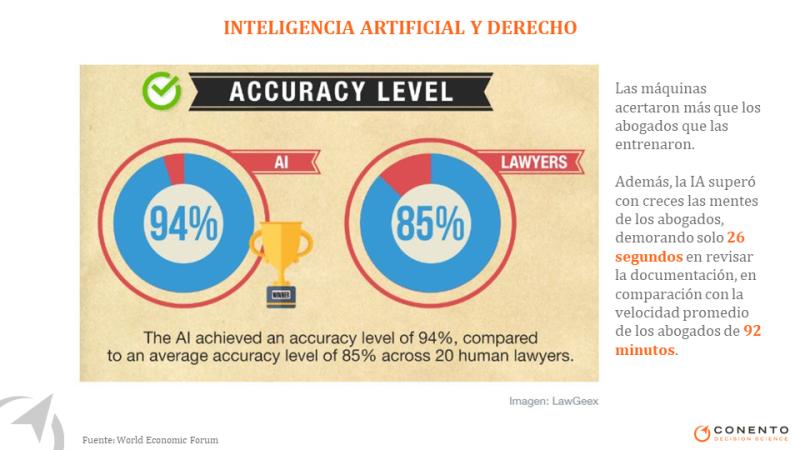 INTELIGENCIA ARTIFICIAL Y DERECHO
ACCURACY LEVEL
AI
94%
WINNER
LAWYERS
85%
The AI achieved an accuracy level of 94%, compared
to an average accuracy level of 85% across 20 human lawyers.
Imagen: LawGeex
Las máquinas
acertaron más que los
abogados que las
entrenaron.
Además, la IA superó
con creces las mentes
de los abogados,
demorando solo 26
segundos en revisar
la documentación, en
comparación con la
velocidad promedio
de los abogados de 92
minutos.
Fuente: World Economic Forum
CONENTO
DECISION SCIENCE